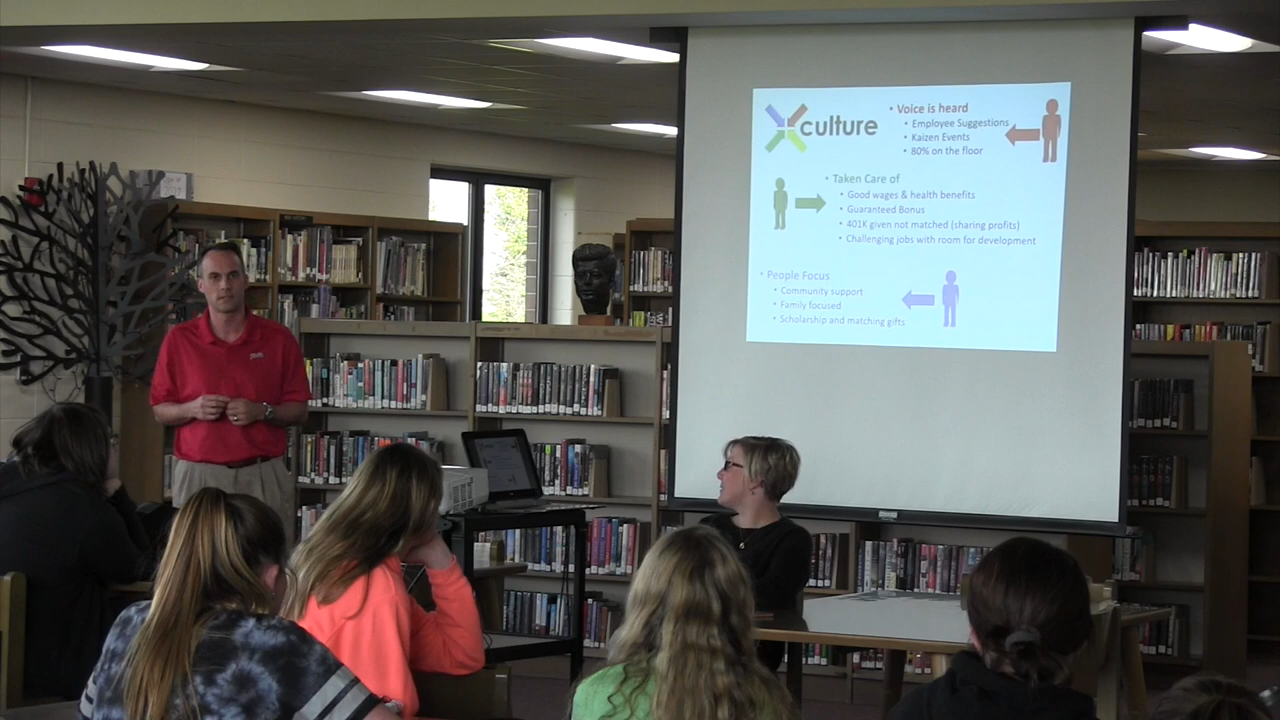 culture
• Voice is heard
• Employee Suggestions
• Kaizen Events
• 80% on the floor
• Taken Care of
• Good wages & health benefits
• Guaranteed Bonus
• 401K given not matched (sharing profits)
• Challenging jobs with room for development
• People Focus
• Community support
• Family focused
• Scholarship and matching gifts